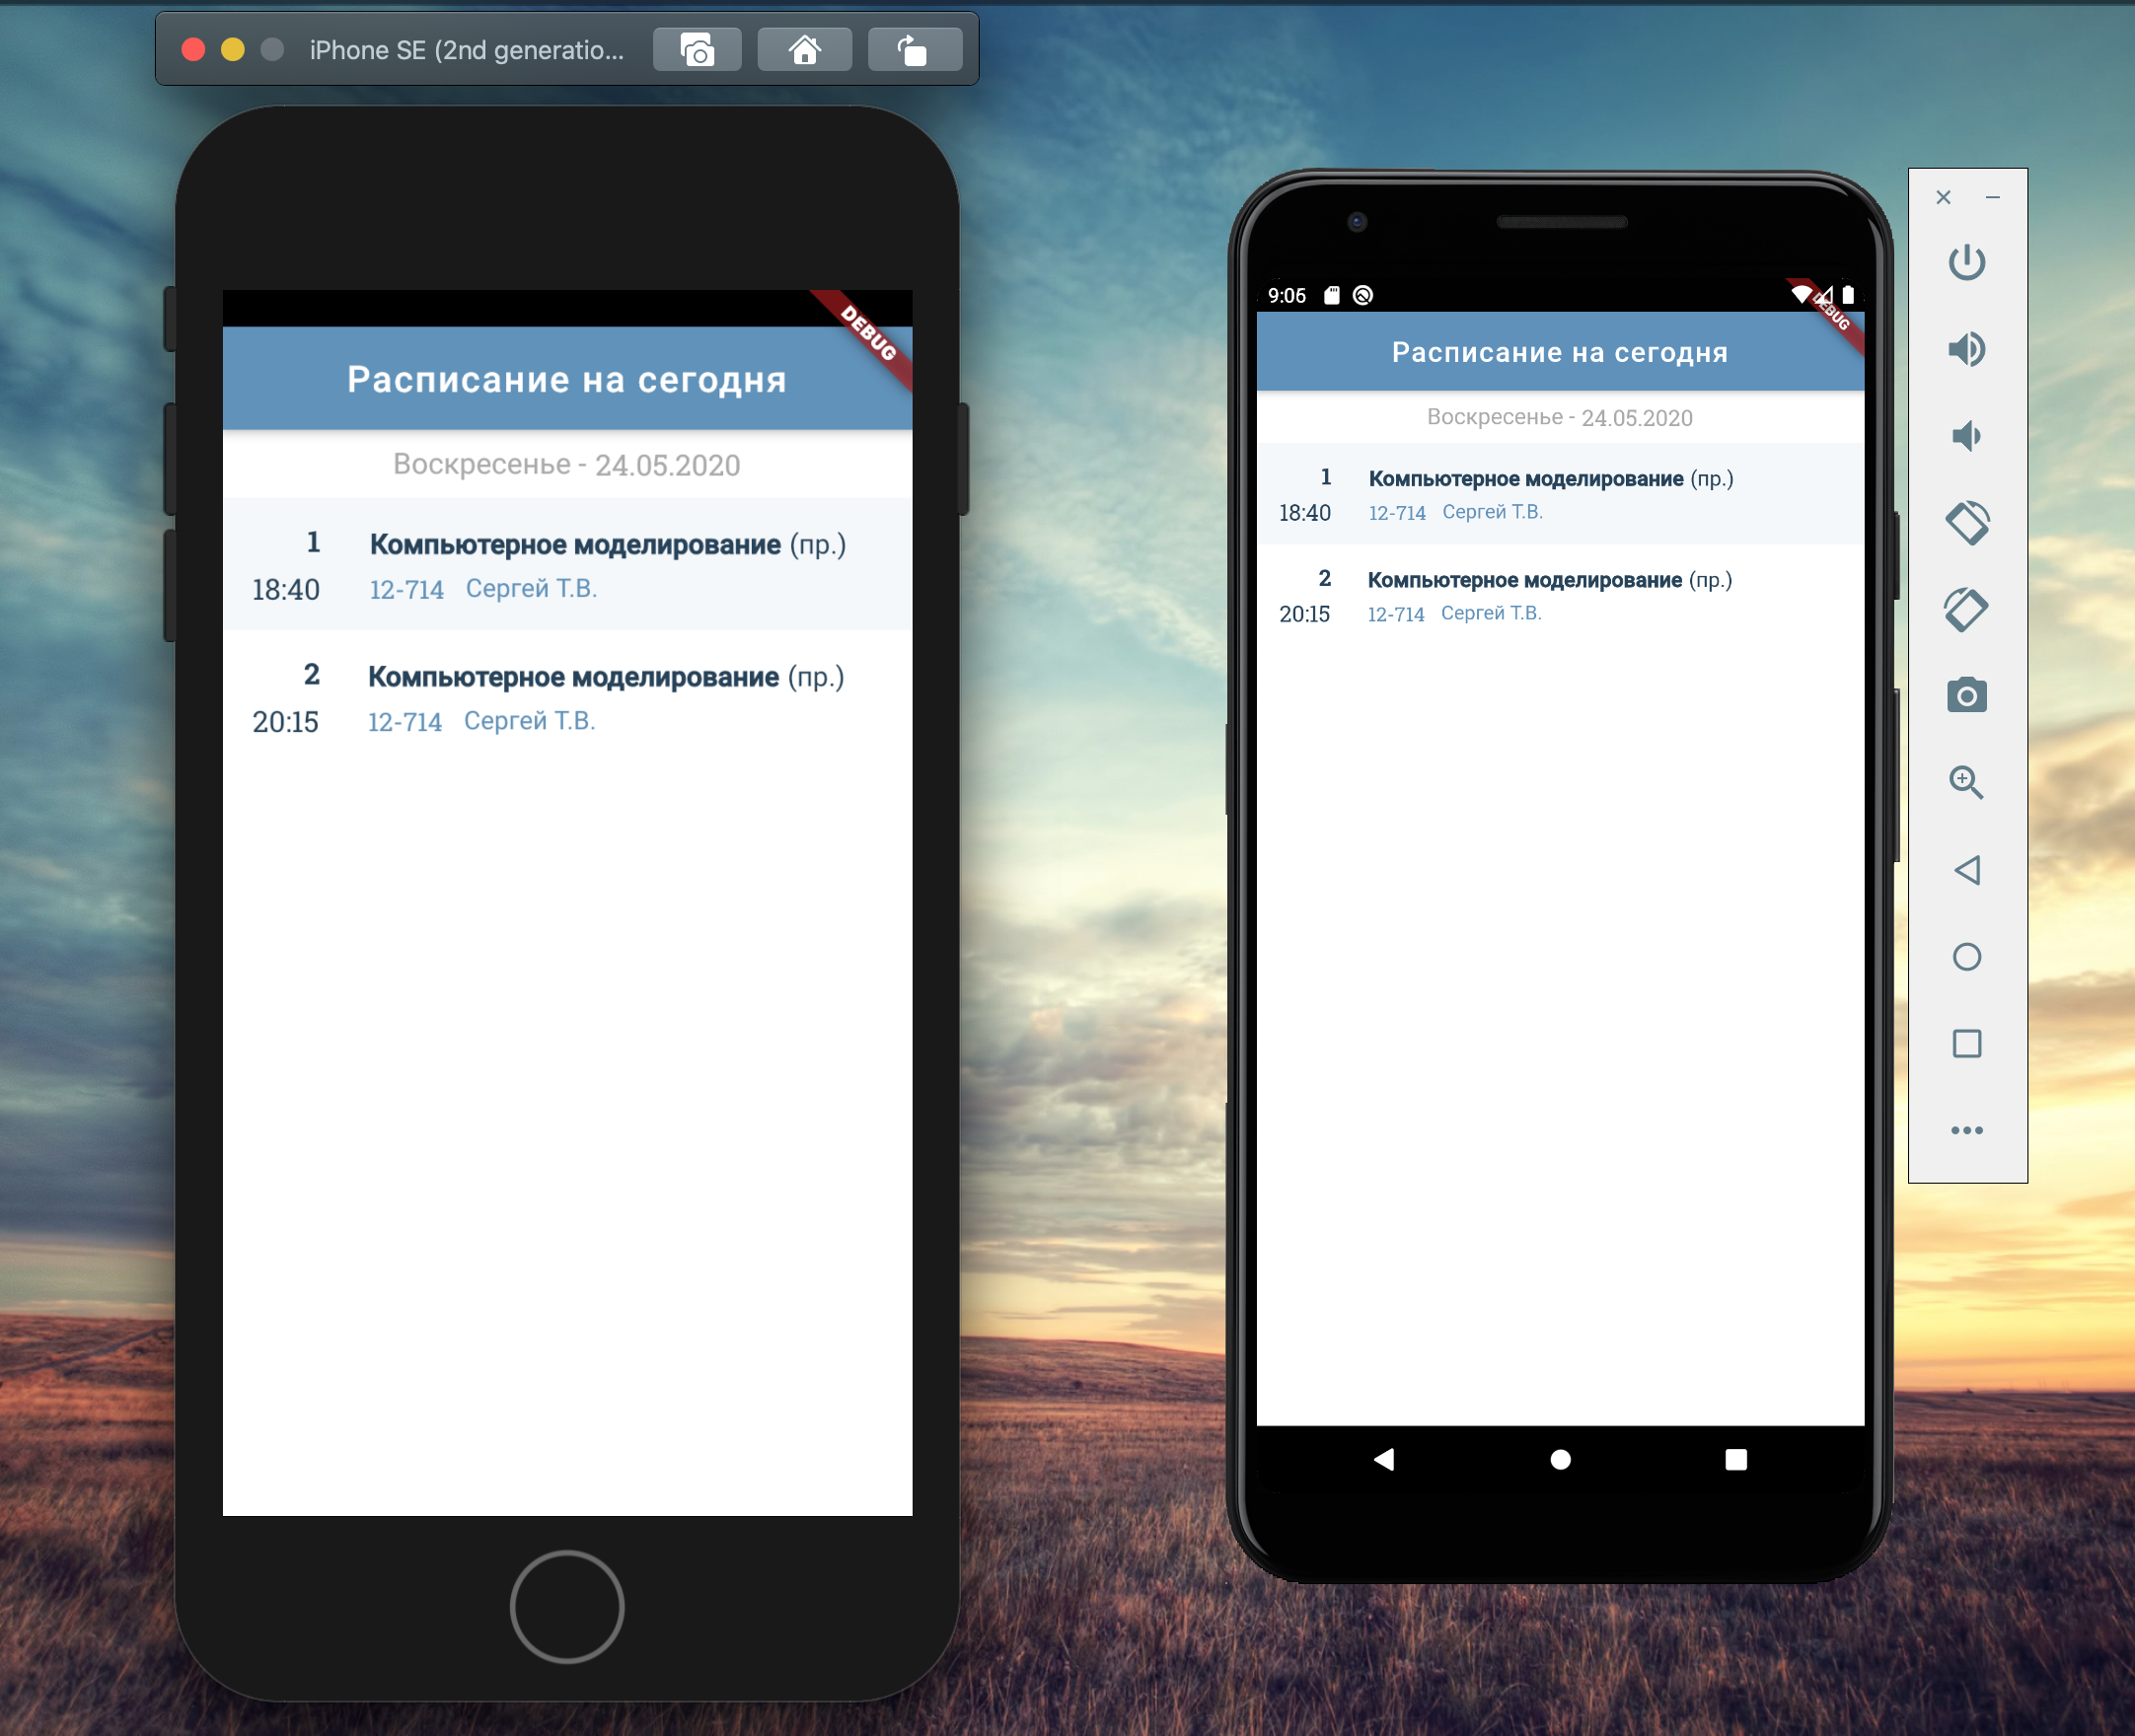 iPhone SE (2nd generatio...
DEBUG
Расписание на сегодня
Воскресенье - 24.05.2020
1 Компьютерное моделирование (пр.)
18:40 12-714 Сергей Т.В.
2 Компьютерное моделирование (пр.)
20:15 12-714 Сергей Т.В.
9:06
DEBUG
Расписание на сегодня
Воскресенье - 24.05.2020
1 Компьютерное моделирование (пр.)
18:40 12-714 Сергей Т.В.
2 Компьютерное моделирование (пр.)
20:15 12-714 Сергей Т.В.